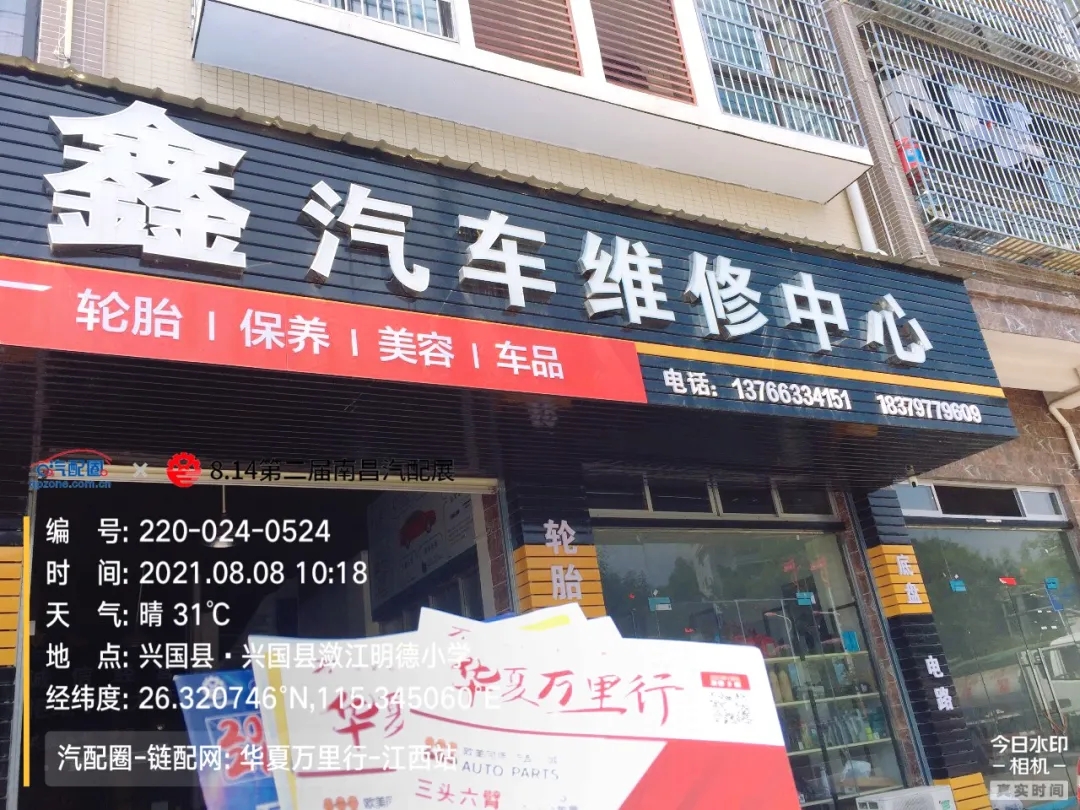 鑫汽车维修中心
轮胎 | 保养 | 美容 | 车品
电话: 13766334151 18379779609
汽配圈 × 8.14第二届南昌汽配展
qpzone.com.cn
编 号: 220-024-0524
时 间: 2021.08.08 10:18
天 气: 晴 31℃
地 点: 兴国县·兴国县潋江明德小学
经纬度: 26.320746°N,115.345060°E
汽配圈-链配网: 华夏万里行-江西站
轮胎
底盘
电路
华夏万里行
AUTO PARTS
三头六臂
今日水印
-相机-
真实时间